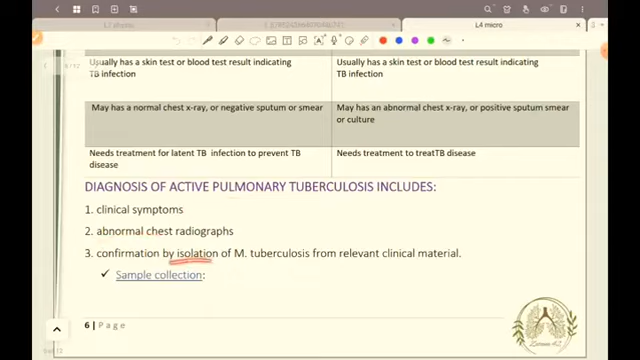 L4 micro
6 / 12
Usually has a skin test or blood test result indicating
TB infection
Usually has a skin test or blood test result indicating
TB infection
May has a normal chest x-ray, or negative sputum or smear
May has an abnormal chest x-ray, or positive sputum smear
or culture
Needs treatment for latent TB infection to prevent TB
disease
Needs treatment to treatTB disease
DIAGNOSIS OF ACTIVE PULMONARY TUBERCULOSIS INCLUDES:
1. clinical symptoms
2. abnormal chest radiographs
3. confirmation by isolation of M. tuberculosis from relevant clinical material.
✓ Sample collection:
6 | P a g e